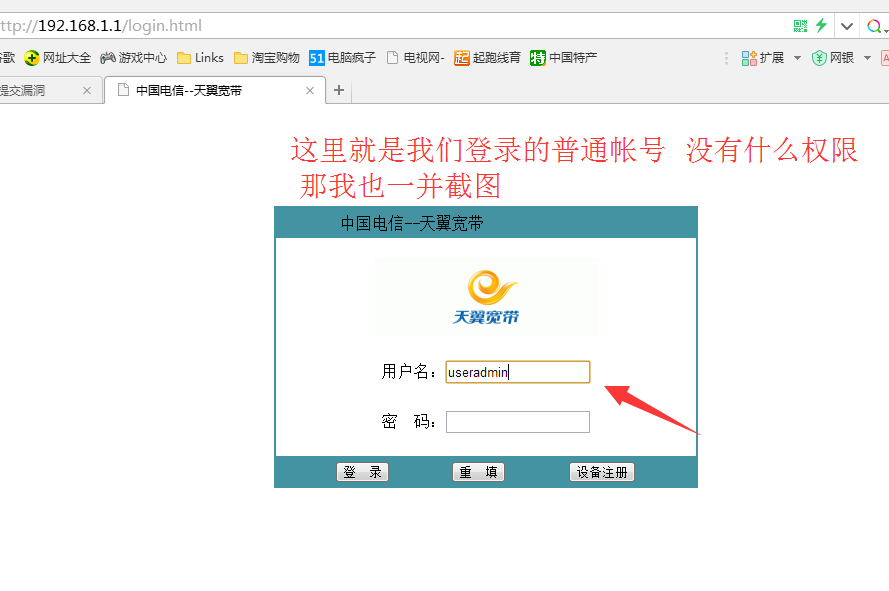 ttp://192.168.1.1/login.html
谷歌 网址大全 游戏中心 Links 淘宝购物 51 电脑疯子 电视网- 起 起跑线育 特 中国特产 扩展 网银
提交漏洞 × 中国电信--天翼宽带 × +
这里就是我们登录的普通帐号 没有什么权限
那我也一并截图
中国电信--天翼宽带
天翼宽带
用户名: useradmin
密 码:
登 录 重 填 设备注册